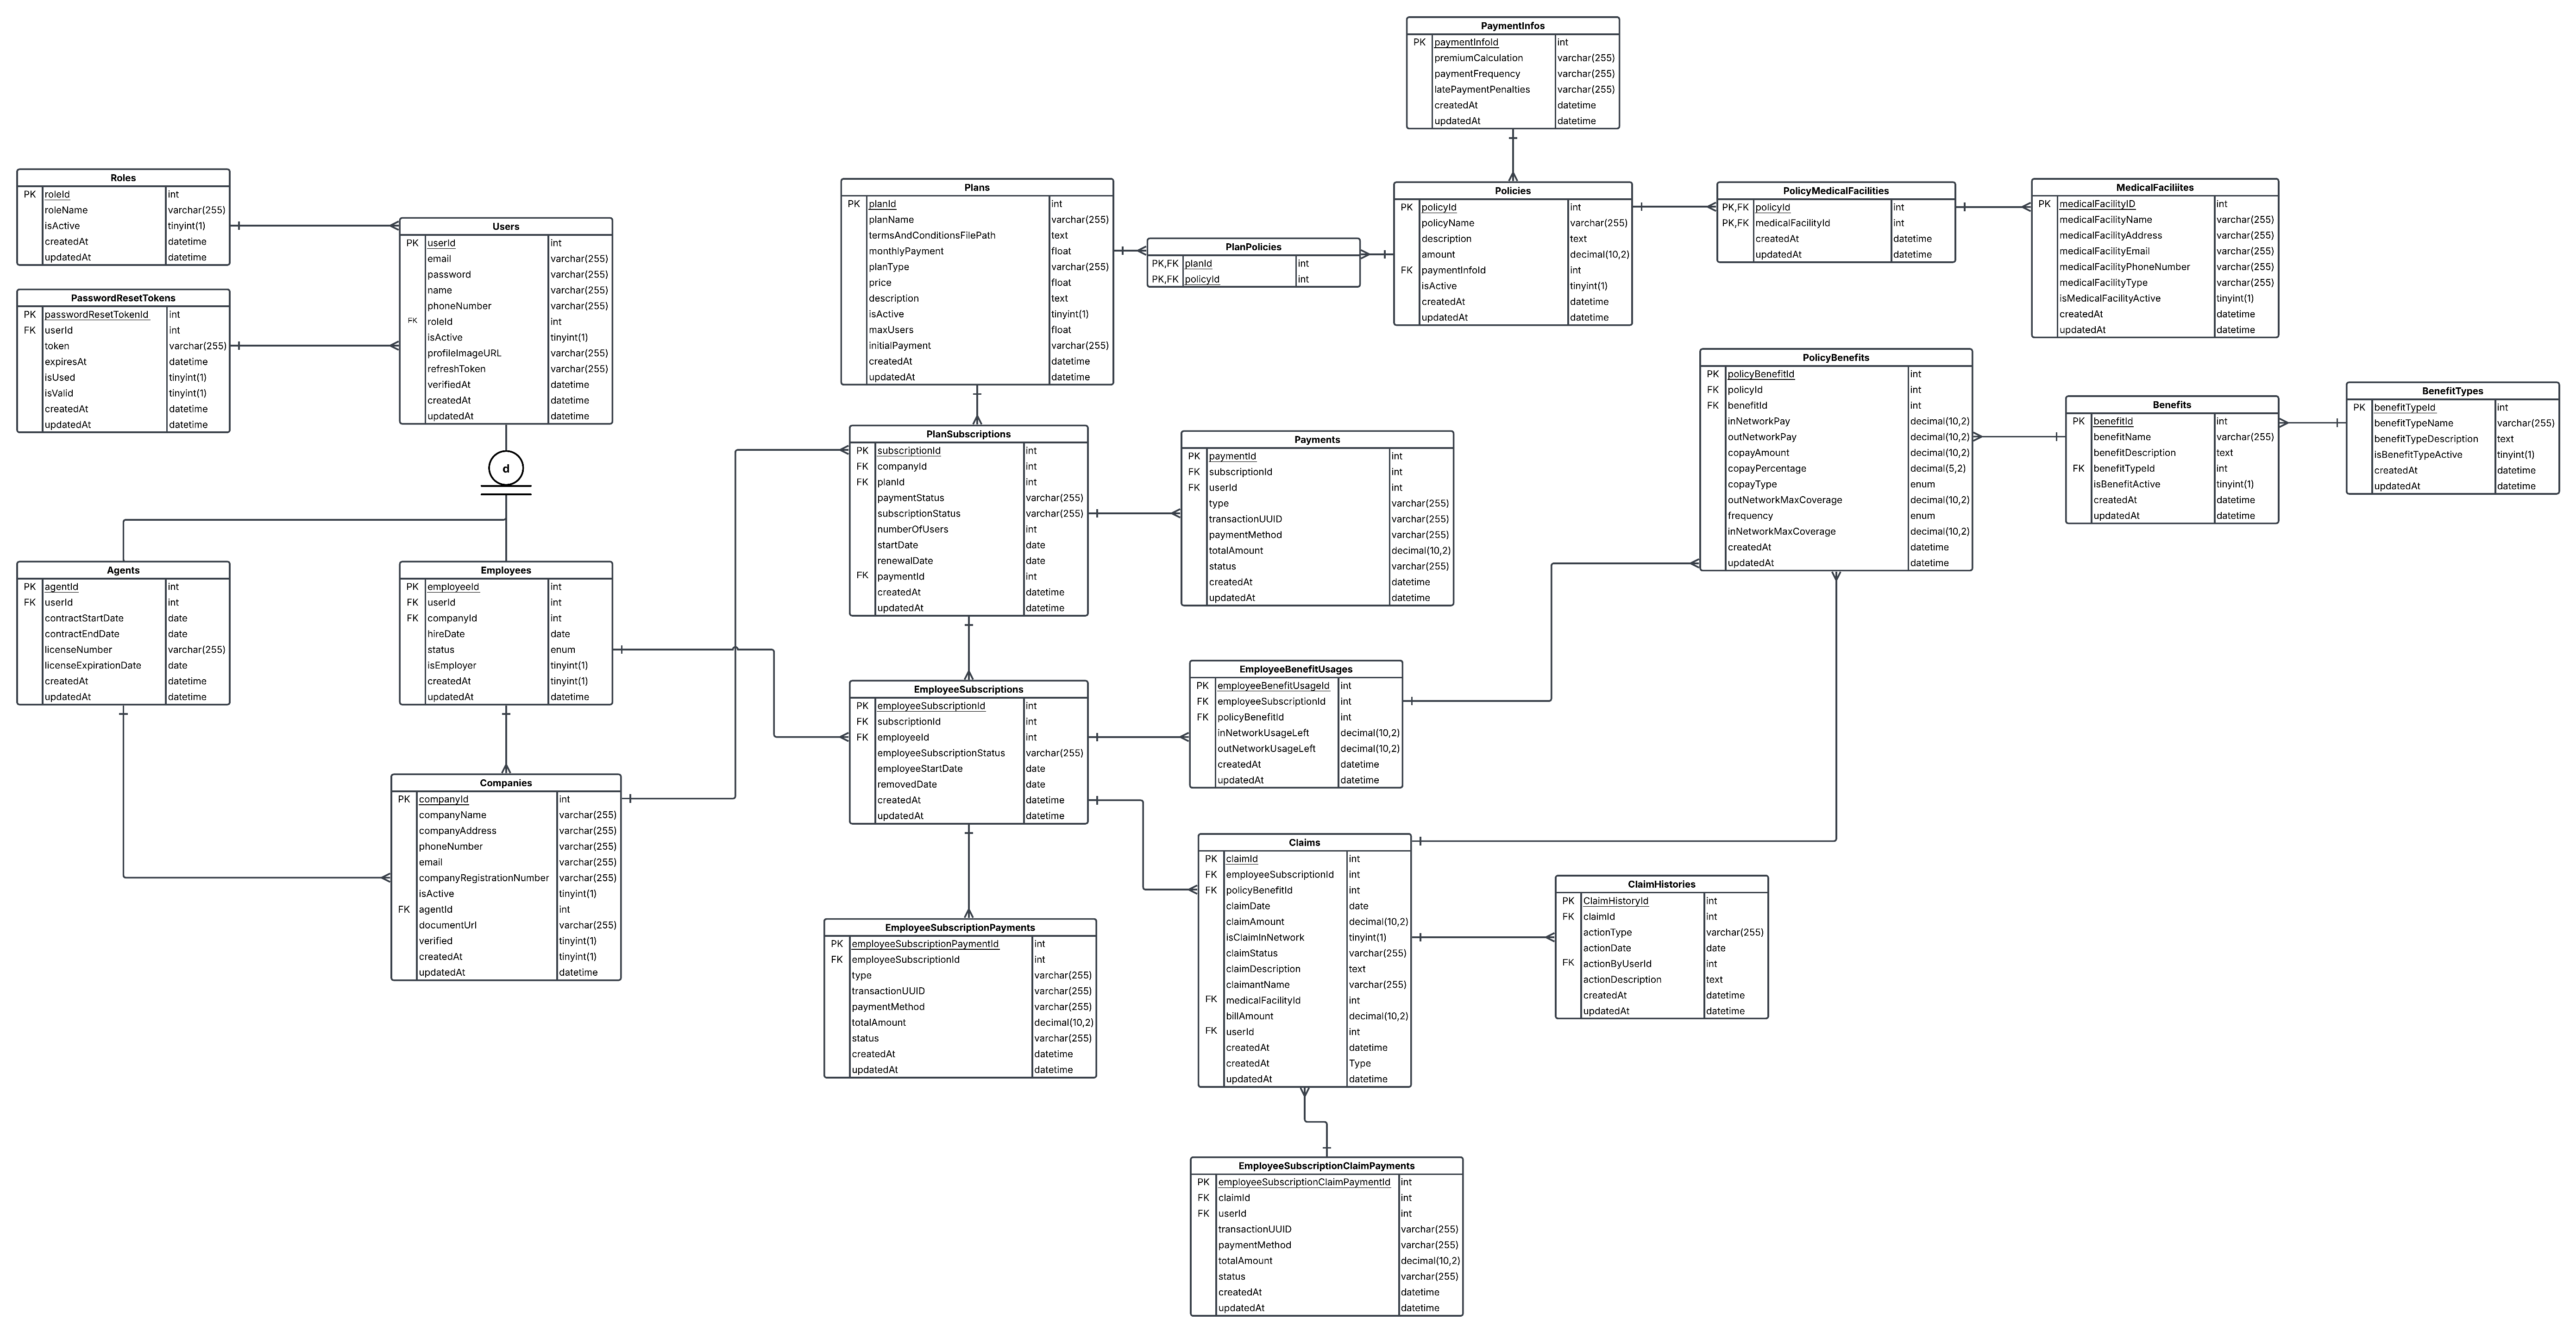 PaymentInfos
PK paymentInfoId int
premiumCalculation varchar(255)
paymentFrequency varchar(255)
latePaymentPenalties varchar(255)
createdAt datetime
updatedAt datetime
Roles
PK roleId int
roleName varchar(255)
isActive tinyint(1)
createdAt datetime
updatedAt datetime
Users
PK userId int
email varchar(255)
password varchar(255)
name varchar(255)
phoneNumber varchar(255)
FK roleId int
isActive tinyint(1)
profileImageURL varchar(255)
refreshToken varchar(255)
verifiedAt datetime
createdAt datetime
updatedAt datetime
PasswordResetTokens
PK passwordResetTokenId int
FK userId int
token varchar(255)
expiresAt datetime
isUsed tinyint(1)
isValid tinyint(1)
createdAt datetime
updatedAt datetime
d
Plans
PK planId int
planName varchar(255)
termsAndConditionsFilePath text
monthlyPayment float
planType varchar(255)
price float
description text
isActive tinyint(1)
maxUsers float
initialPayment varchar(255)
createdAt datetime
updatedAt datetime
PlanPolicies
PK,FK planId int
PK,FK policyId int
Policies
PK policyId int
policyName varchar(255)
description text
amount decimal(10,2)
FK paymentInfoId int
isActive tinyint(1)
createdAt datetime
updatedAt datetime
PolicyMedicalFacilities
PK,FK policyId int
PK,FK medicalFacilityId int
createdAt datetime
updatedAt datetime
MedicalFaciliites
PK medicalFacilityID int
medicalFacilityName varchar(255)
medicalFacilityAddress varchar(255)
medicalFacilityEmail varchar(255)
medicalFacilityPhoneNumber varchar(255)
medicalFacilityType varchar(255)
isMedicalFacilityActive tinyint(1)
createdAt datetime
updatedAt datetime
PolicyBenefits
PK policyBenefitId int
FK policyId int
FK benefitId int
inNetworkPay decimal(10,2)
outNetworkPay decimal(10,2)
copayAmount decimal(10,2)
copayPercentage decimal(5,2)
copayType enum
outNetworkMaxCoverage decimal(10,2)
frequency enum
inNetworkMaxCoverage decimal(10,2)
createdAt datetime
updatedAt datetime
Benefits
PK benefitId int
benefitName varchar(255)
benefitDescription text
FK benefitTypeId int
isBenefitActive tinyint(1)
createdAt datetime
updatedAt datetime
BenefitTypes
PK benefitTypeId int
benefitTypeName varchar(255)
benefitTypeDescription text
isBenefitTypeActive tinyint(1)
createdAt datetime
updatedAt datetime
PlanSubscriptions
PK subscriptionId int
FK companyId int
FK planId int
paymentStatus varchar(255)
subscriptionStatus varchar(255)
numberOfUsers int
startDate date
renewalDate date
FK paymentId int
createdAt datetime
updatedAt datetime
Payments
PK paymentId int
FK subscriptionId int
FK userId int
type varchar(255)
transactionUUID varchar(255)
paymentMethod varchar(255)
totalAmount decimal(10,2)
status varchar(255)
createdAt datetime
updatedAt datetime
Agents
PK agentId int
FK userId int
contractStartDate date
contractEndDate date
licenseNumber varchar(255)
licenseExpirationDate date
createdAt datetime
updatedAt datetime
Employees
PK employeeId int
FK userId int
FK companyId int
hireDate date
status enum
isEmployer tinyint(1)
createdAt tinyint(1)
updatedAt datetime
EmployeeSubscriptions
PK employeeSubscriptionId int
FK subscriptionId int
FK employeeId int
employeeSubscriptionStatus varchar(255)
employeeStartDate date
removedDate date
createdAt datetime
updatedAt datetime
EmployeeBenefitUsages
PK employeeBenefitUsageId int
FK employeeSubscriptionId int
FK policyBenefitId int
inNetworkUsageLeft decimal(10,2)
outNetworkUsageLeft decimal(10,2)
createdAt datetime
updatedAt datetime
Companies
PK companyId int
companyName varchar(255)
companyAddress varchar(255)
phoneNumber varchar(255)
email varchar(255)
companyRegistrationNumber varchar(255)
isActive tinyint(1)
FK agentId int
documentUrl varchar(255)
verified tinyint(1)
createdAt tinyint(1)
updatedAt datetime
EmployeeSubscriptionPayments
PK employeeSubscriptionPaymentId int
FK employeeSubscriptionId int
type varchar(255)
transactionUUID varchar(255)
paymentMethod varchar(255)
totalAmount decimal(10,2)
status varchar(255)
createdAt datetime
updatedAt datetime
Claims
PK claimId int
FK employeeSubscriptionId int
FK policyBenefitId int
claimDate date
claimAmount decimal(10,2)
isClaimInNetwork tinyint(1)
claimStatus varchar(255)
claimDescription text
claimantName varchar(255)
FK medicalFacilityId int
billAmount decimal(10,2)
FK userId int
createdAt datetime
createdAt Type
updatedAt datetime
ClaimHistories
PK ClaimHistoryId int
FK claimId int
actionType varchar(255)
actionDate date
FK actionByUserId int
actionDescription text
createdAt datetime
updatedAt datetime
EmployeeSubscriptionClaimPayments
PK employeeSubscriptionClaimPaymentId int
FK claimId int
FK userId int
transactionUUID varchar(255)
paymentMethod varchar(255)
totalAmount decimal(10,2)
status varchar(255)
createdAt datetime
updatedAt datetime